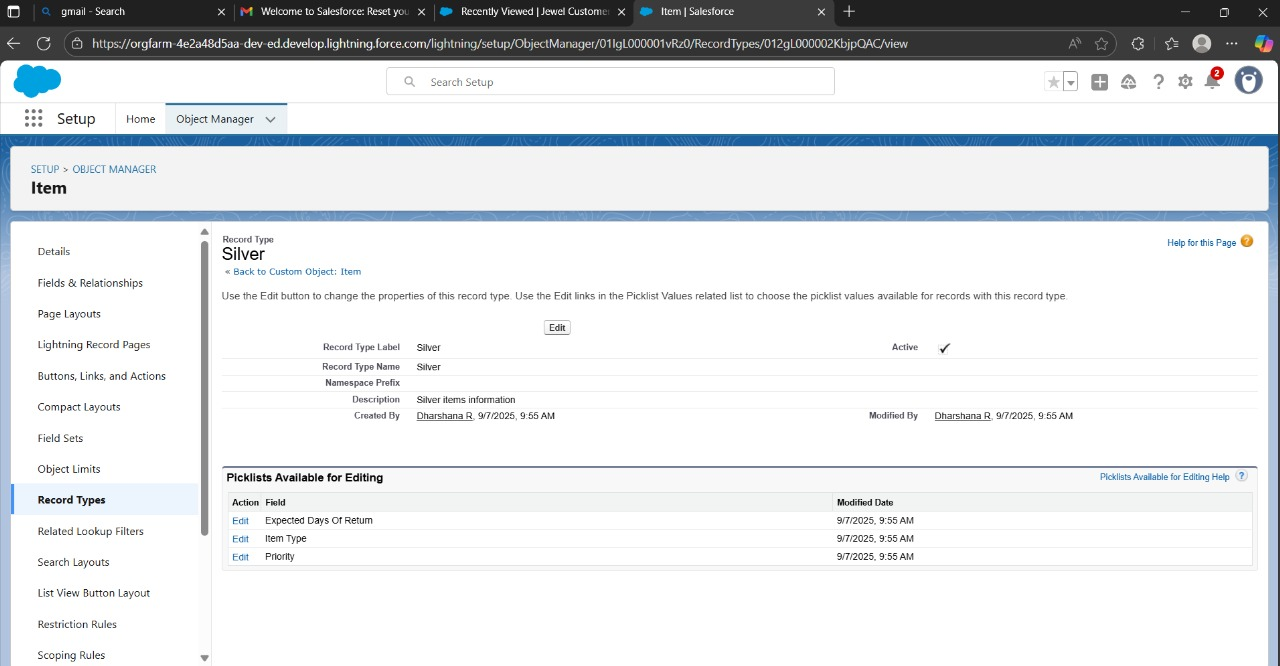 gmail - Search
Welcome to Salesforce: Reset you
Recently Viewed | Jewel Custome
Item | Salesforce
https://orgfarm-4e2a48d5aa-dev-ed.develop.lightning.force.com/lightning/setup/ObjectManager/01IgL000001vRz0/RecordTypes/012gL000002KbjpQAC/view
Search Setup
2
Setup
Home
Object Manager
SETUP > OBJECT MANAGER
Item
Details
Fields & Relationships
Page Layouts
Lightning Record Pages
Buttons, Links, and Actions
Compact Layouts
Field Sets
Object Limits
Record Types
Related Lookup Filters
Search Layouts
List View Button Layout
Restriction Rules
Scoping Rules
Record Type
Silver
« Back to Custom Object: Item
Help for this Page ?
Use the Edit button to change the properties of this record type. Use the Edit links in the Picklist Values related list to choose the picklist values available for records with this record type.
Edit
Record Type Label Silver Active
Record Type Name Silver
Namespace Prefix
Description Silver items information
Created By Dharshana R, 9/7/2025, 9:55 AM Modified By Dharshana R, 9/7/2025, 9:55 AM
Picklists Available for Editing Picklists Available for Editing Help ?
Action Field Modified Date
Edit Expected Days Of Return 9/7/2025, 9:55 AM
Edit Item Type 9/7/2025, 9:55 AM
Edit Priority 9/7/2025, 9:55 AM